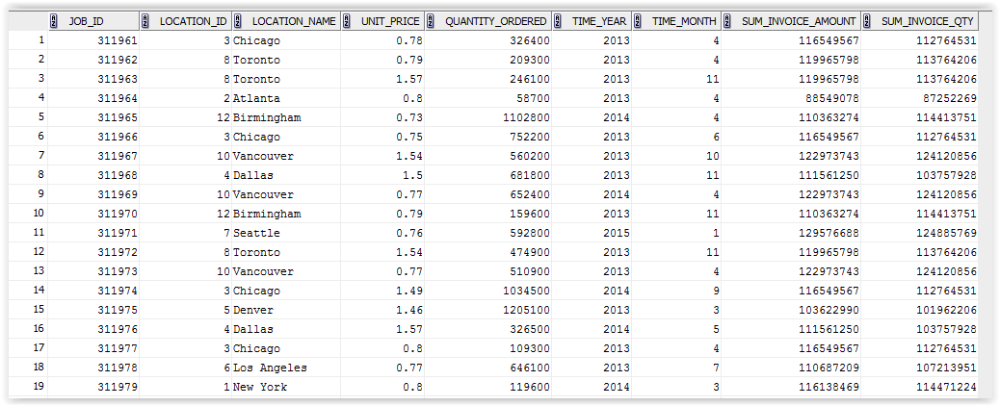 JOB_ID LOCATION_ID LOCATION_NAME UNIT_PRICE QUANTITY_ORDERED TIME_YEAR TIME_MONTH SUM_INVOICE_AMOUNT SUM_INVOICE_QTY
1 311961 3 Chicago 0.78 326400 2013 4 116549567 112764531
2 311962 8 Toronto 0.79 209300 2013 4 119965798 113764206
3 311963 8 Toronto 1.57 246100 2013 11 119965798 113764206
4 311964 2 Atlanta 0.8 58700 2013 4 88549078 87252269
5 311965 12 Birmingham 0.73 1102800 2014 4 110363274 114413751
6 311966 3 Chicago 0.75 752200 2013 6 116549567 112764531
7 311967 10 Vancouver 1.54 560200 2013 10 122973743 124120856
8 311968 4 Dallas 1.5 681800 2013 11 111561250 103757928
9 311969 10 Vancouver 0.77 652400 2014 4 122973743 124120856
10 311970 12 Birmingham 0.79 159600 2013 11 110363274 114413751
11 311971 7 Seattle 0.76 592800 2015 1 129576688 124885769
12 311972 8 Toronto 1.54 474900 2013 11 119965798 113764206
13 311973 10 Vancouver 0.77 510900 2013 4 122973743 124120856
14 311974 3 Chicago 1.49 1034500 2014 9 116549567 112764531
15 311975 5 Denver 1.46 1205100 2013 3 103622990 101962206
16 311976 4 Dallas 1.57 326500 2014 5 111561250 103757928
17 311977 3 Chicago 0.8 109300 2013 4 116549567 112764531
18 311978 6 Los Angeles 0.77 646100 2013 7 110687209 107213951
19 311979 1 New York 0.8 119600 2014 3 116138469 114471224